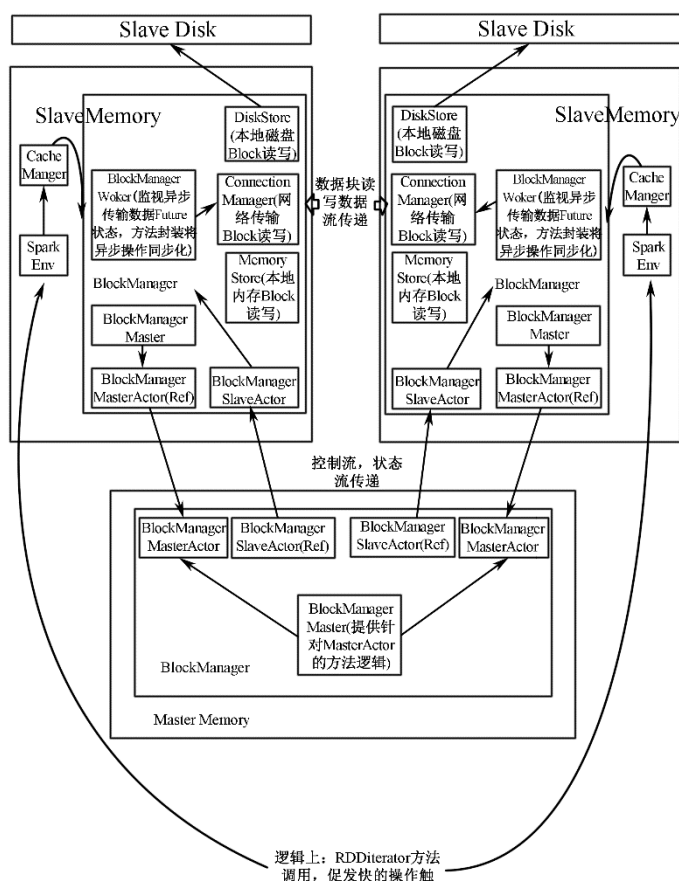 Slave Disk
Slave Disk
SlaveMemory
Cache
Manger
Spark
Env
DiskStore
(本地磁盘
Block读写)
BlockManager
Woker(监视异步
传输数据Future
状态，方法封装将
异步操作同步化)
Connection
Manager(网
络传输
Block读写)
Memory
Store(本地
内存Block
读写)
BlockManager
BlockManager
Master
BlockManager
MasterActor(Ref)
BlockManager
SlaveActor
数据块读
写数据
流传递
SlaveMemory
DiskStore
(本地磁盘
Block读写)
Connection
Manager(网
络传输
Block读写)
BlockManager
Woker(监视异步
传输数据Future
状态，方法封装将
异步操作同步化)
Cache
Manger
Spark
Env
Memory
Store(本地
内存Block
读写)
BlockManager
BlockManager
Master
BlockManager
SlaveActor
BlockManager
MasterActor(Ref)
控制流，状态
流传递
BlockManager
MasterActor
BlockManager
SlaveActor(Ref)
BlockManager
SlaveActor(Ref)
BlockManager
MasterActor
BlockManager
Master(提供针
对MasterActor
的方法逻辑)
BlockManager
Master Memory
逻辑上：RDDiterator方法
调用，促发快的操作触